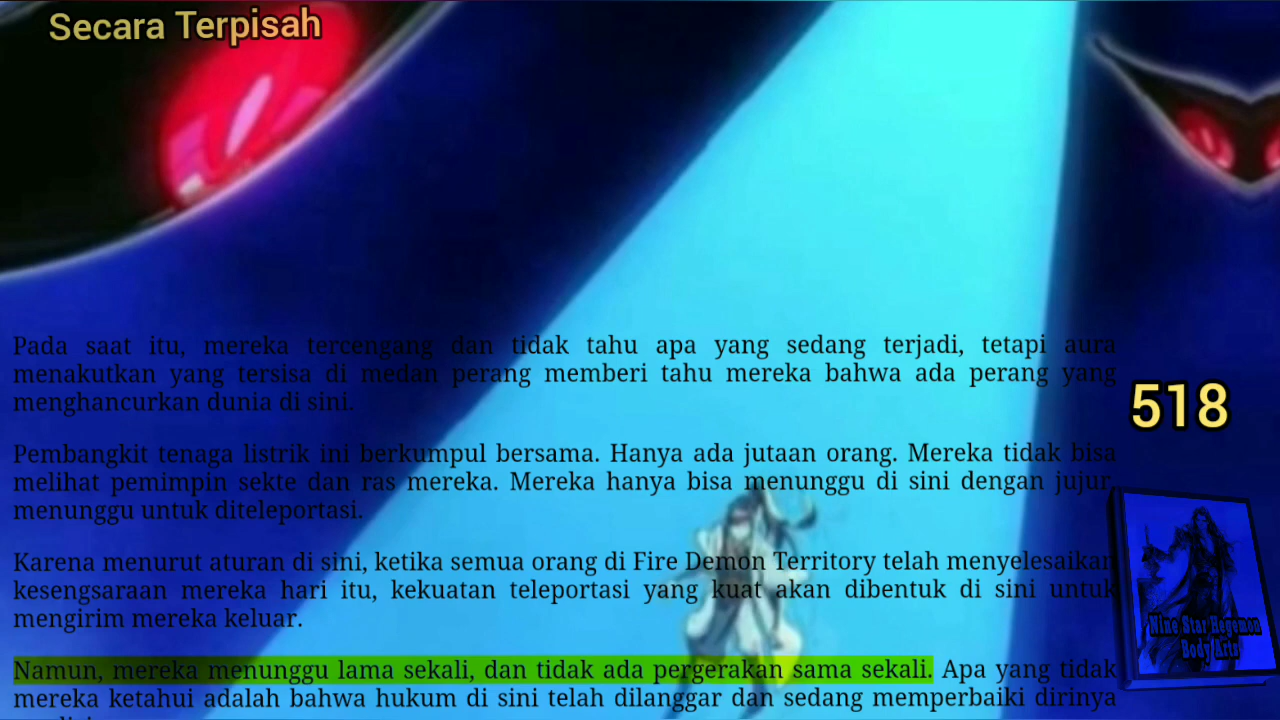 Secara Terpisah
Pada saat itu, mereka tercengang dan tidak tahu apa yang sedang terjadi, tetapi aura
menakutkan yang tersisa di medan perang memberi tahu mereka bahwa ada perang yang
menghancurkan dunia di sini.
Pembangkit tenaga listrik ini berkumpul bersama. Hanya ada jutaan orang. Mereka tidak bisa
melihat pemimpin sekte dan ras mereka. Mereka hanya bisa menunggu di sini dengan jujur,
menunggu untuk diteleportasi.
518
Karena menurut aturan di sini, ketika semua orang di Fire Demon Territory telah menyelesaikan
kesengsaraan mereka hari itu, kekuatan teleportasi yang kuat akan dibentuk di sini untuk
mengirim mereka keluar.
Namun, mereka menunggu lama sekali, dan tidak ada pergerakan sama sekali. Apa yang tidak
mereka ketahui adalah bahwa hukum di sini telah dilanggar dan sedang memperbaiki dirinya
Nine Star Hegemon
Body Arts